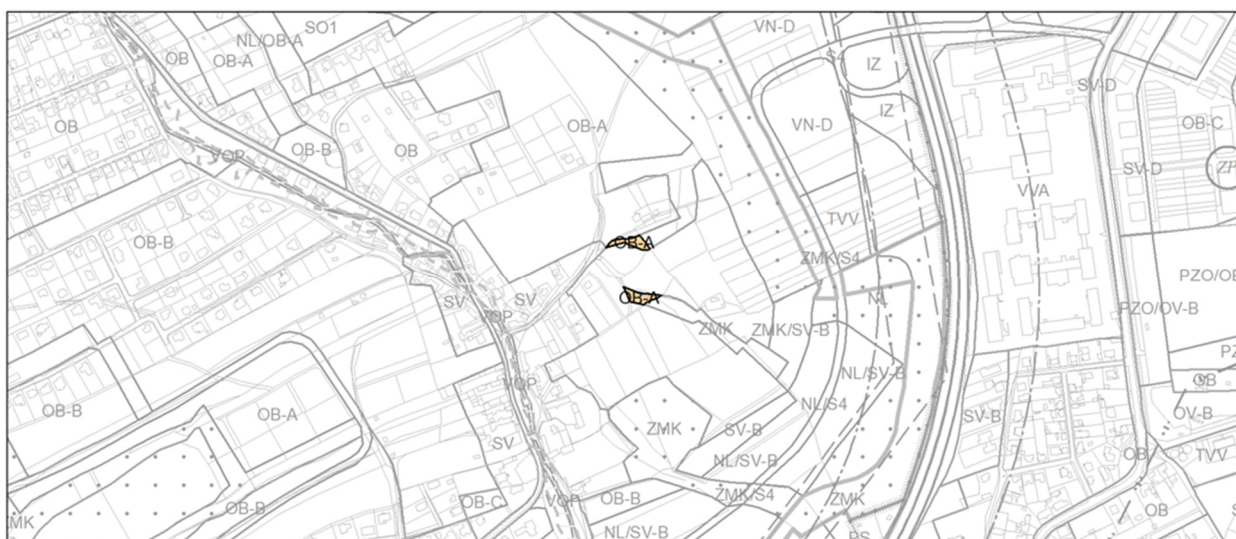 SO1
NL/OB-A
OB
OB-A
OB
VOP
OB-B
OB
OB-A
OB-B
VN-D
S4
IZ
IZ
VN-D
SV-D
OB-C
SV-D
VVA
TVV
ZMK/S4
OB-A
OB-A
NL
SV
SV
VOP
ZMK
ZMK/SV-B
NL/SV-B
NL/S4
PZO/OV-B
VOP
OB-B
OB-A
SV
ZMK
SV-B
NL/SV-B
SV-B
OB
OV-B
OB
TVV
OB-B
OB-C
VOP
OB-B
ZMK/S4
ZMK
OB
NL/SV-B